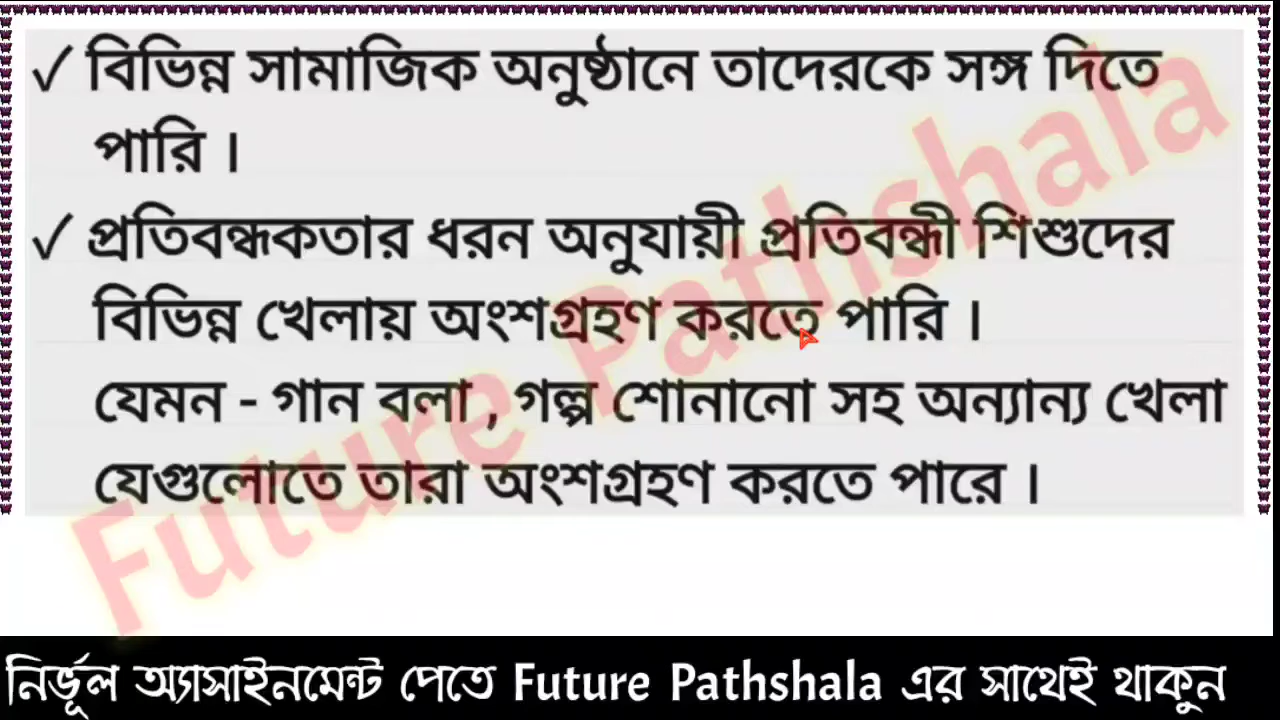 ✓ বিভিন্ন সামাজিক অনুষ্ঠানে তাদেরকে সঙ্গ দিতে
পারি ।
✓ প্রতিবন্ধকতার ধরন অনুযায়ী প্রতিবন্ধী শিশুদের
বিভিন্ন খেলায় অংশগ্রহণ করতে পারি ।
যেমন - গান বলা , গল্প শোনানো সহ অন্যান্য খেলা
যেগুলোতে তারা অংশগ্রহণ করতে পারে ।
Future Pathshala
নির্ভূল অ্যাসাইনমেন্ট পেতে Future Pathshala এর সাথেই থাকুন